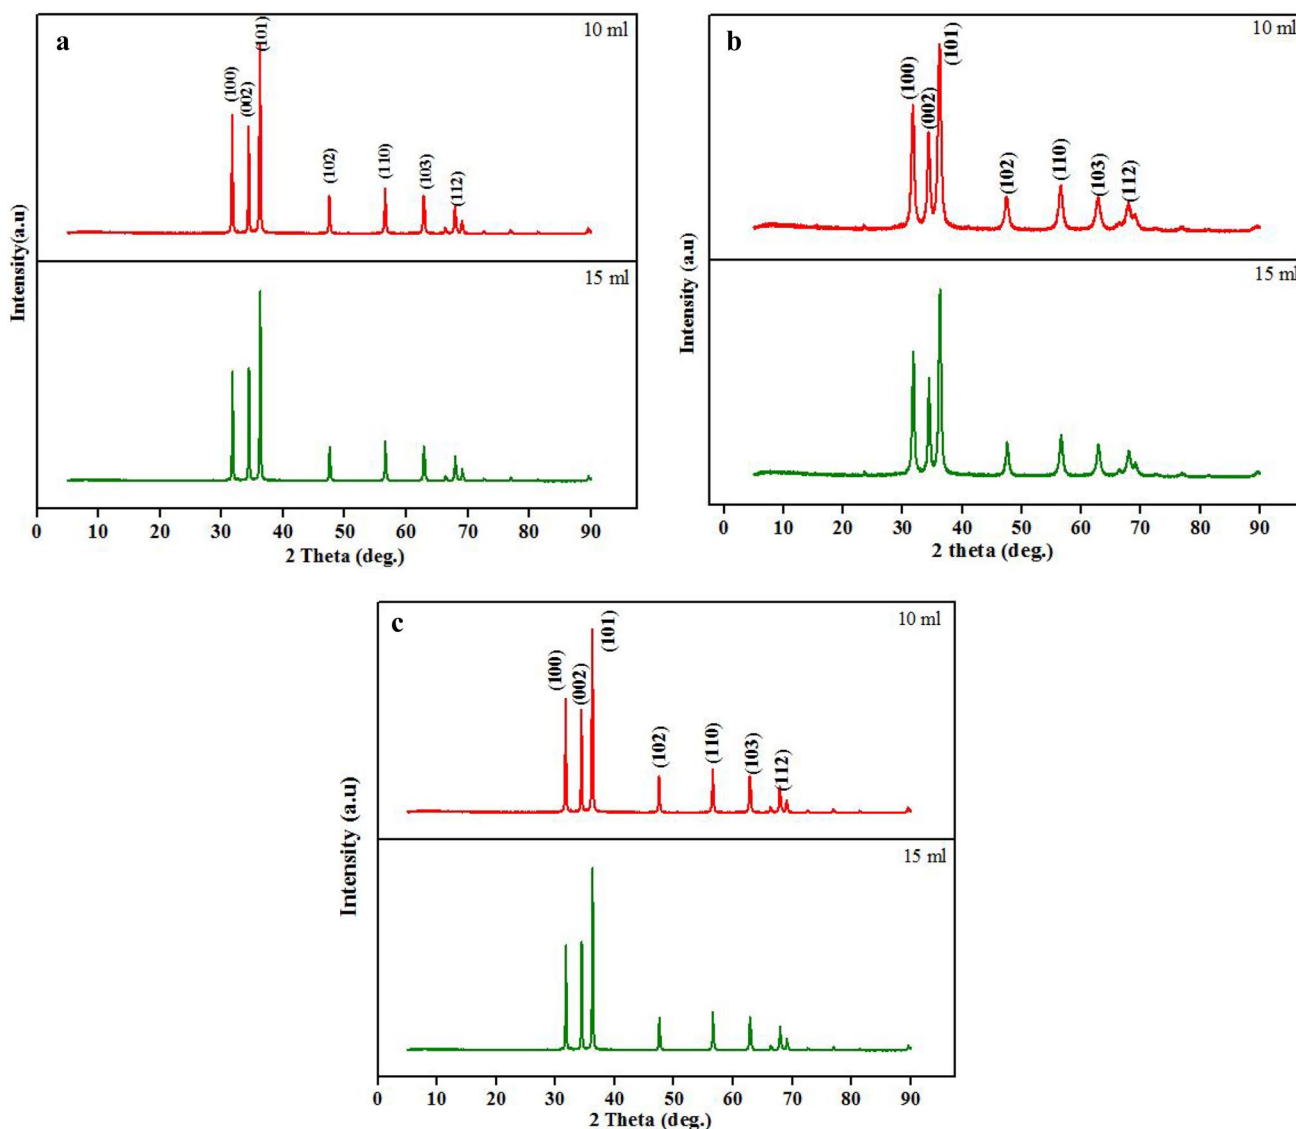 a
10 ml
(100)
(002)
(101)
(102)
(110)
(103)
(112)
15 ml
Intensity(a.u)
0 10 20 30 40 50 60 70 80 90
2 Theta (deg.)
b
10 ml
(100)
(002)
(101)
(102)
(110)
(103)
(112)
15 ml
Intensity (a.u)
0 10 20 30 40 50 60 70 80 90
2 theta (deg.)
c
10 ml
(100)
(002)
(101)
(102)
(110)
(103)
(112)
15 ml
Intensity (a.u)
0 10 20 30 40 50 60 70 80 90
2 Theta (deg.)